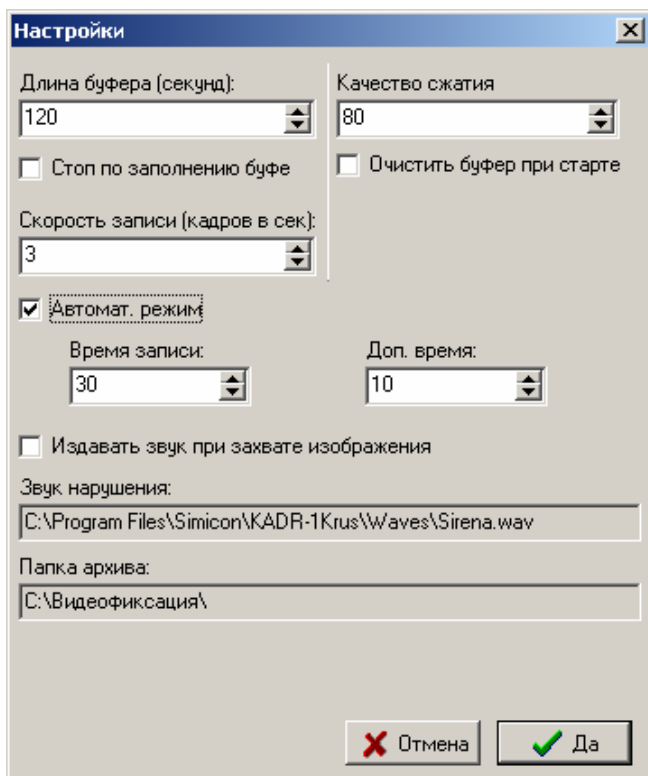 Настройки
Длина буфера (секунд):
120
Стоп по заполнению буфе
Скорость записи (кадров в сек):
3
Качество сжатия
80
Очистить буфер при старте
Автомат. режим
Время записи:
30
Доп. время:
10
Издавать звук при захвате изображения
Звук нарушения:
C:\Program Files\Simicon\KADR-1Krus\Waves\Sirena.wav
Папка архива:
C:\Видеофиксация\
Отмена
Да